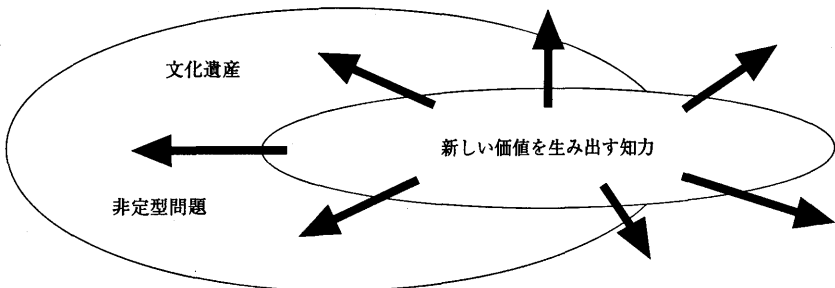 文化遺産
新しい価値を生み出す知力
非定型問題